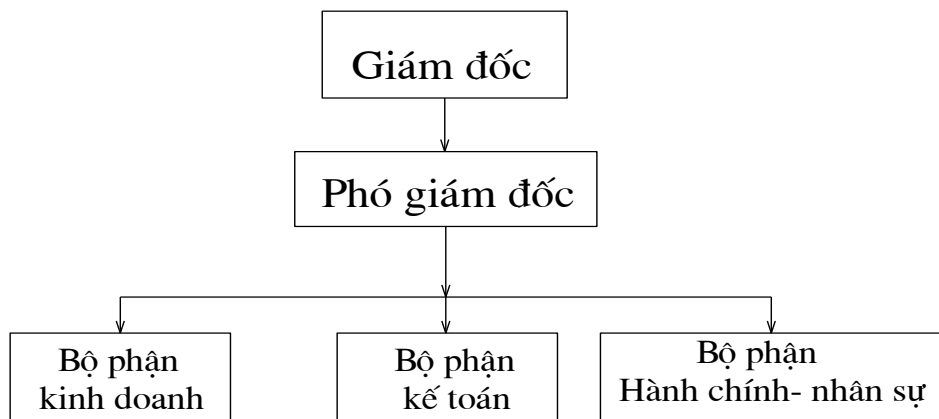 Giám đốc
Phó giám đốc
Bộ phận
kinh doanh
Bộ phận
kế toán
Bộ phận
Hành chính- nhân sự